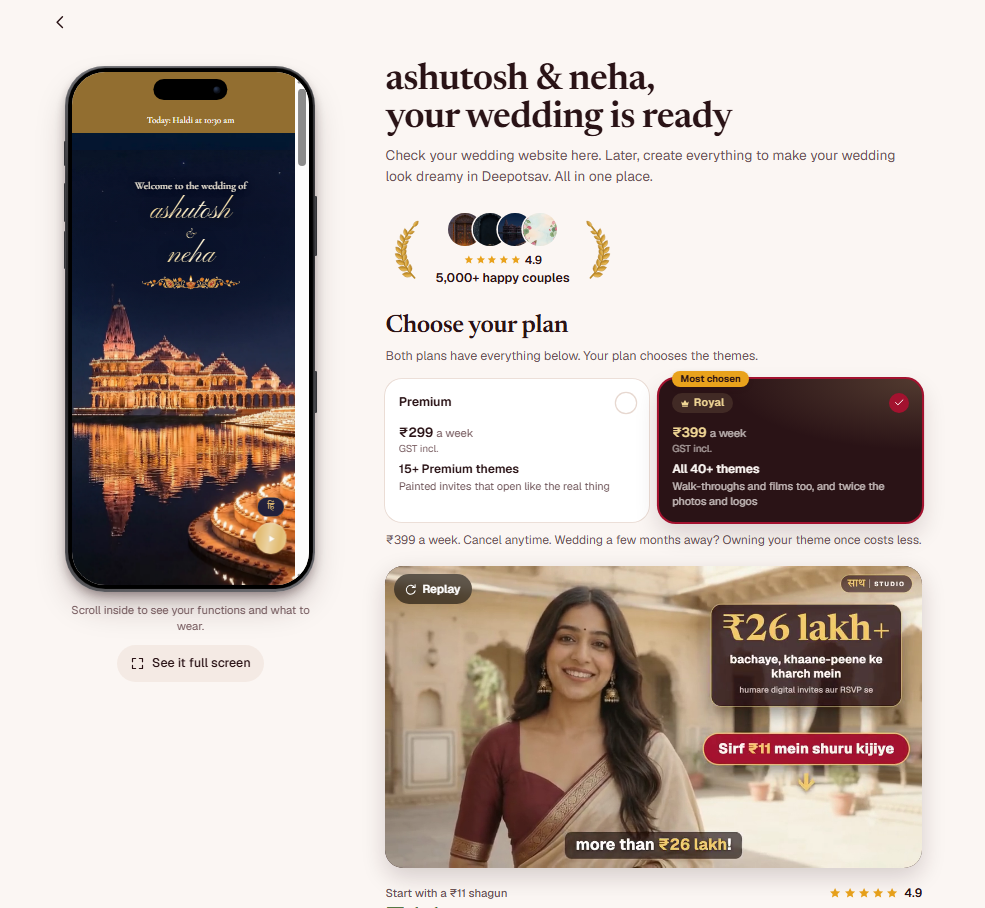 Today: Haldi at 10:30 am
Welcome to the wedding of
ashutosh
&
neha
हिं
Scroll inside to see your functions and what to
wear.
See it full screen
ashutosh & neha,
your wedding is ready
Check your wedding website here. Later, create everything to make your wedding
look dreamy in Deepotsav. All in one place.
4.9
5,000+ happy couples
Choose your plan
Both plans have everything below. Your plan chooses the themes.
Premium
₹299 a week
GST incl.
15+ Premium themes
Painted invites that open like the real thing
Most chosen
Royal
₹399 a week
GST incl.
All 40+ themes
Walk-throughs and films too, and twice the
photos and logos
₹399 a week. Cancel anytime. Wedding a few months away? Owning your theme once costs less.
Replay
साथ | STUDIO
₹26 lakh+
bachaye, khaane-peene ke
kharch mein
humare digital invites aur RSVP se
Sirf ₹11 mein shuru kijiye
more than ₹26 lakh!
Start with a ₹11 shagun
4.9